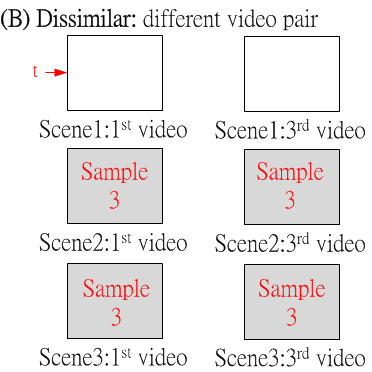 (B) Dissimilar: different video pair
t
Scene1:1st video Scene1:3rd video
Sample 3 Sample 3
Scene2:1st video Scene2:3rd video
Sample 3 Sample 3
Scene3:1st video Scene3:3rd video